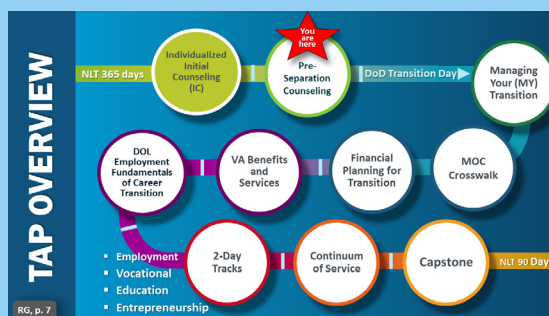 TAP OVERVIEW
You
are
here
NLT 365 days
Individualized
Initial
Counseling
(IC)
Pre-
Separation
Counseling
DoD Transition Day
Managing
Your (MY)
Transition
DOL
Employment
Fundamentals
of Career
Transition
VA Benefits
and
Services
Financial
Planning for
Transition
MOC
Crosswalk
2-Day
Tracks
Continuum
of Service
Capstone
NLT 90 Day
▪ Employment
▪ Vocational
▪ Education
▪ Entrepreneurship
RG, p. 7